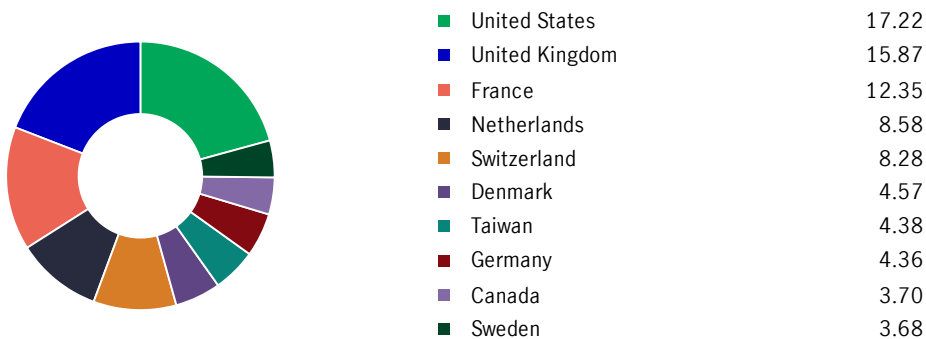 United States 17.22
United Kingdom 15.87
France 12.35
Netherlands 8.58
Switzerland 8.28
Denmark 4.57
Taiwan 4.38
Germany 4.36
Canada 3.70
Sweden 3.68